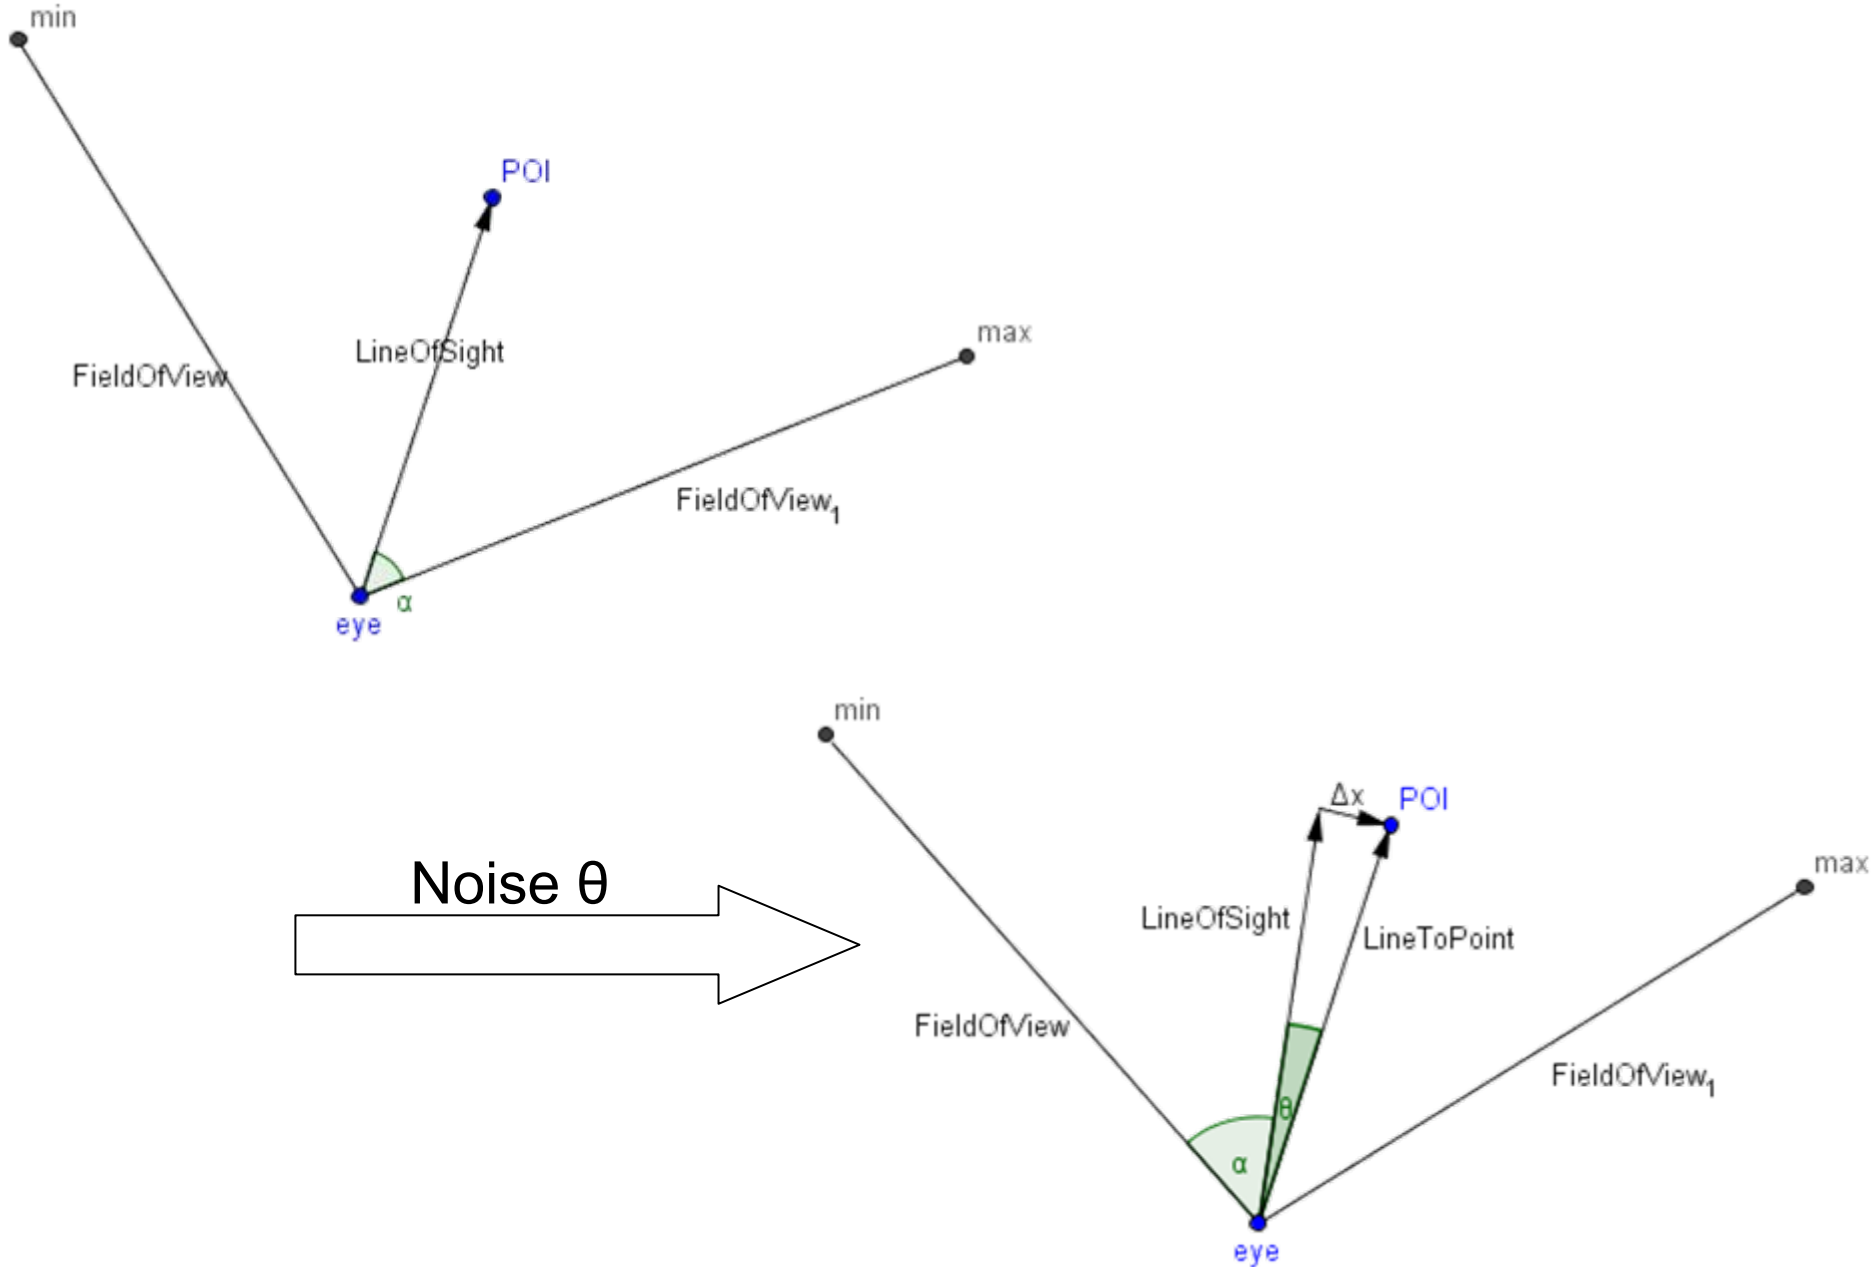 min
POI
LineOfSight
max
FieldOfView
FieldOfView₁
α
eye
min
Δx
POI
Noise θ
max
LineOfSight
LineToPoint
FieldOfView
FieldOfView₁
θ
α
eye